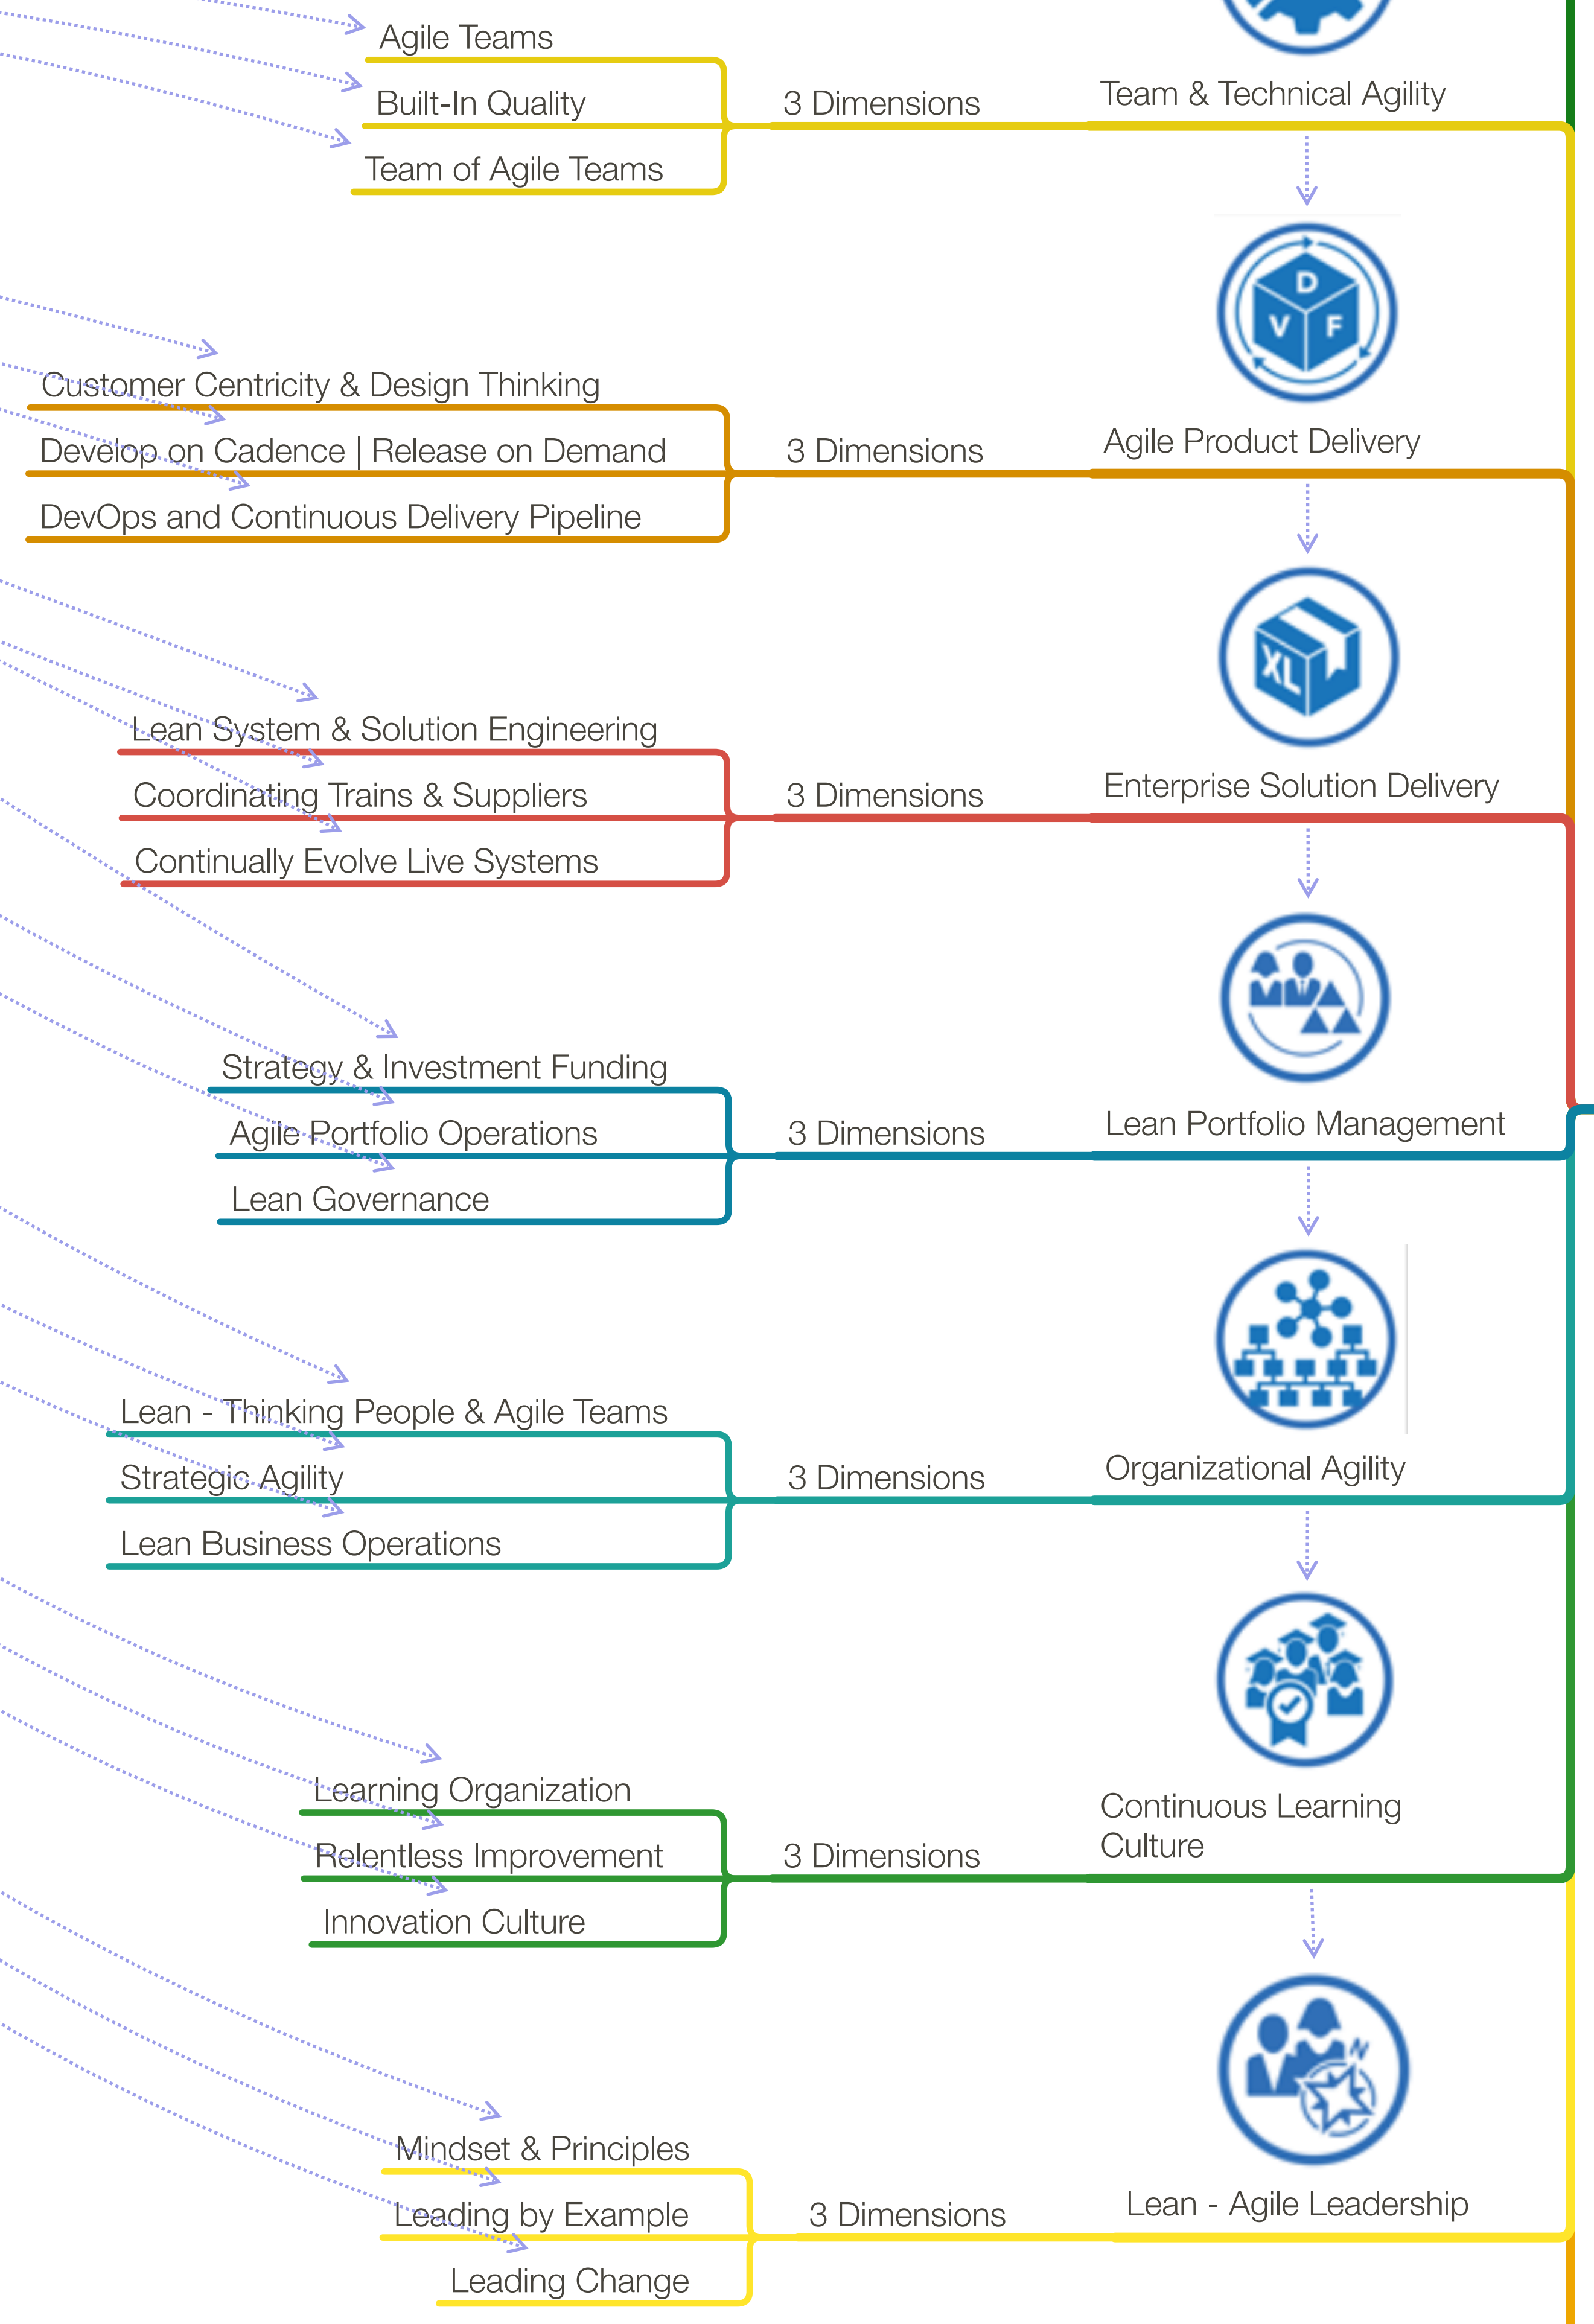 Agile Teams
Built-In Quality
Team of Agile Teams
3 Dimensions
Team & Technical Agility
D
V F
Customer Centricity & Design Thinking
Develop on Cadence | Release on Demand
DevOps and Continuous Delivery Pipeline
3 Dimensions
Agile Product Delivery
XL
Lean System & Solution Engineering
Coordinating Trains & Suppliers
Continually Evolve Live Systems
3 Dimensions
Enterprise Solution Delivery
Strategy & Investment Funding
Agile Portfolio Operations
Lean Governance
3 Dimensions
Lean Portfolio Management
Lean - Thinking People & Agile Teams
Strategic Agility
Lean Business Operations
3 Dimensions
Organizational Agility
Learning Organization
Relentless Improvement
Innovation Culture
3 Dimensions
Continuous Learning
Culture
N
Mindset & Principles
Leading by Example
Leading Change
3 Dimensions
Lean - Agile Leadership